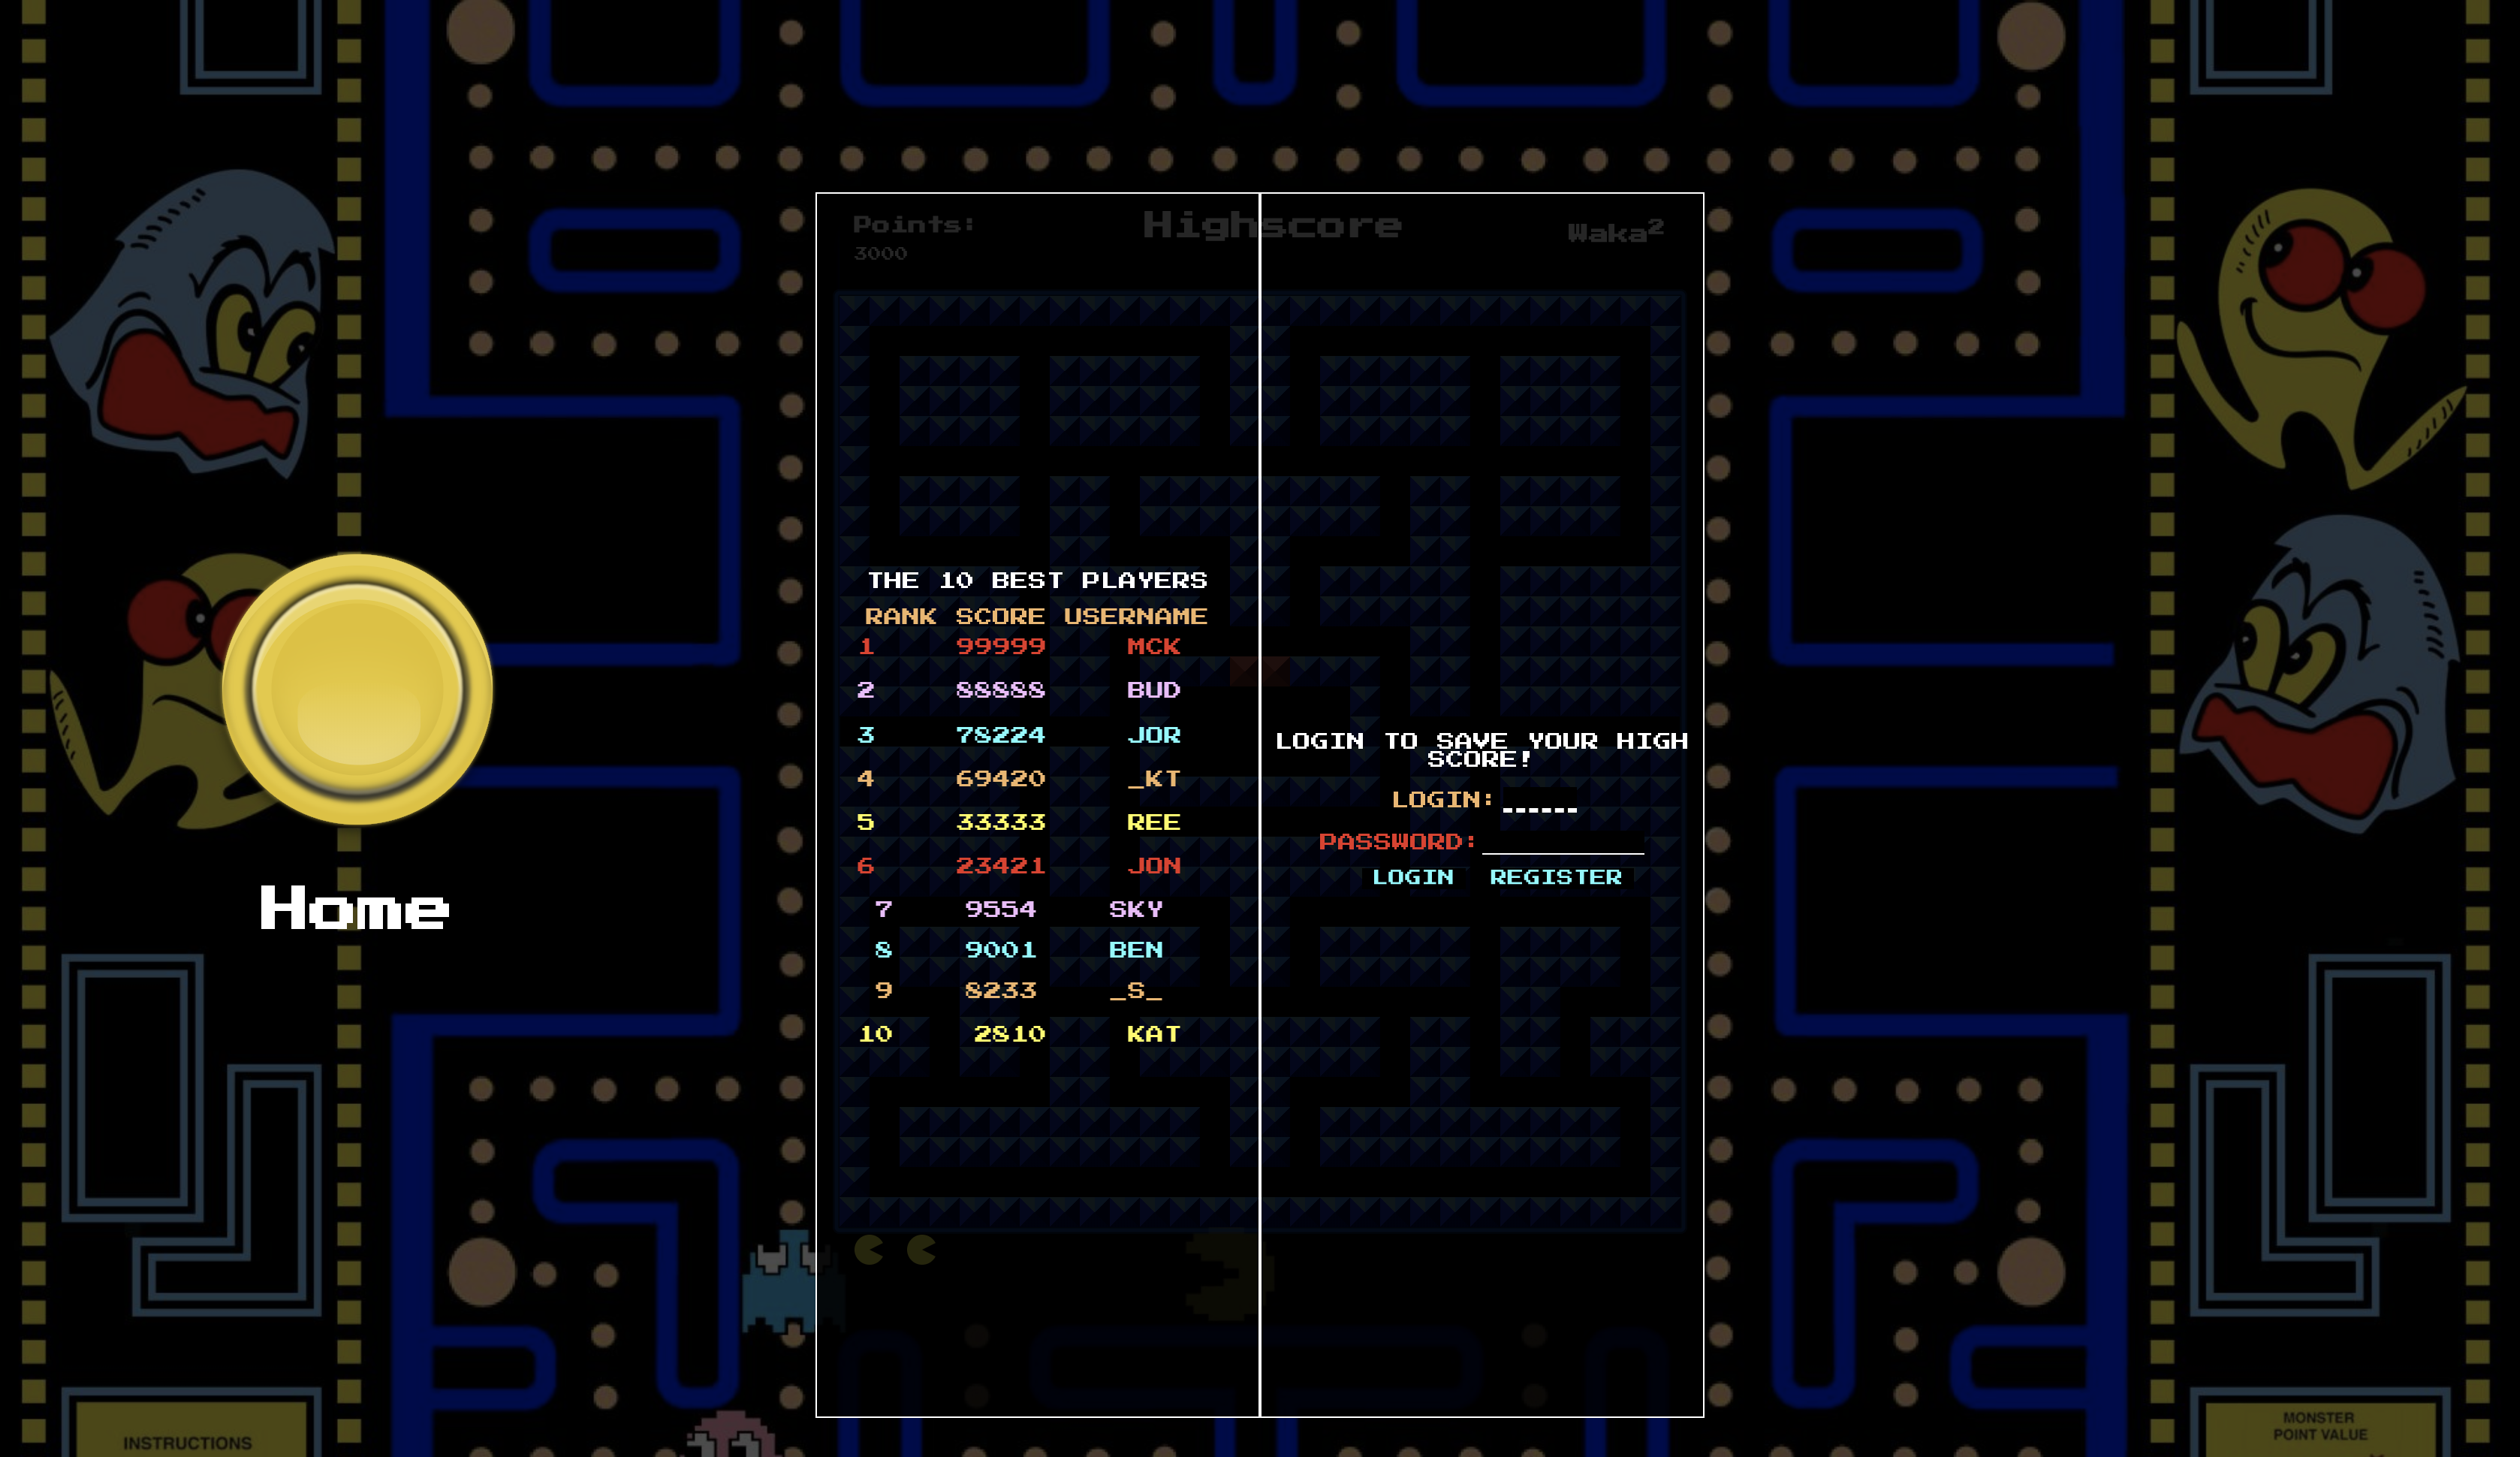 Points:
3000
Highscore
Waka²
THE 10 BEST PLAYERS
RANK SCORE USERNAME
1 99999 MCK
2 88888 BUD
3 78224 JOR
4 69420 _KT
5 33333 REE
6 23421 JON
7 9554 SKY
8 9001 BEN
9 8233 _S_
10 2810 KAT
LOGIN TO SAVE YOUR HIGH
SCORE!
LOGIN:
PASSWORD:
LOGIN REGISTER
Home
INSTRUCTIONS
MONSTER
POINT VALUE